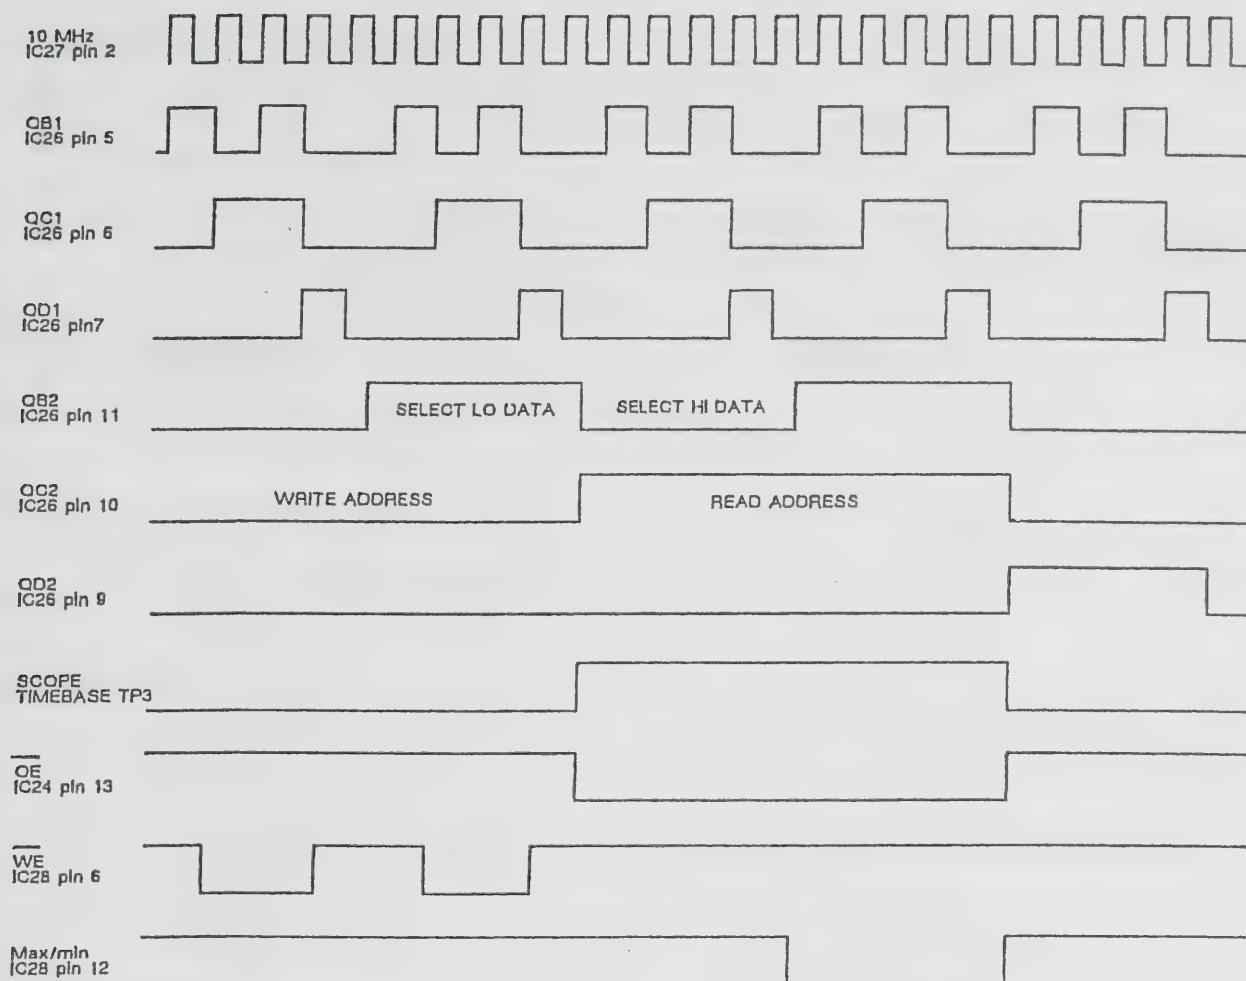 10 MHz
IC27 pin 2
QB1
IC26 pin 5
QC1
IC26 pin 6
QD1
IC26 pin7
QB2
IC26 pin 11
SELECT LO DATA
SELECT HI DATA
QC2
IC26 pin 10
WRITE ADDRESS
READ ADDRESS
QD2
IC26 pin 9
SCOPE
TIMEBASE TP3
OE
IC24 pin 13
WE
IC28 pin 6
Max/min
IC28 pin 12